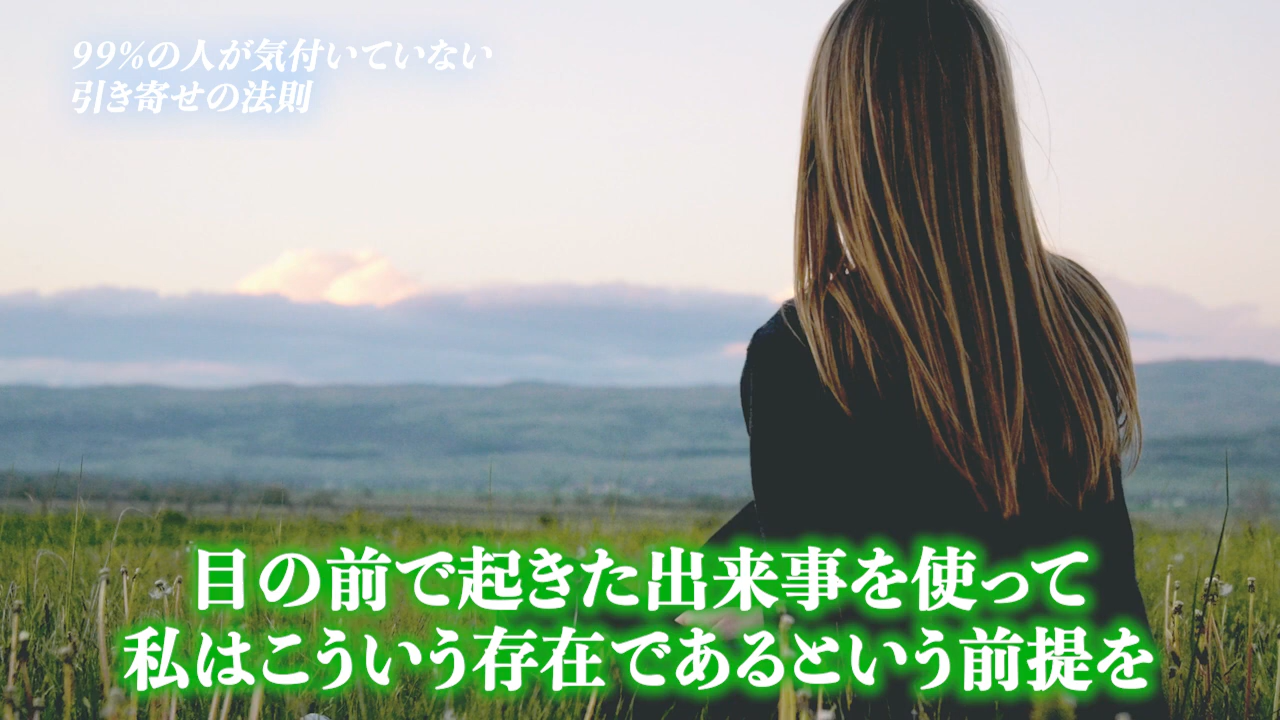 99%の人が気付いていない
引き寄せの法則
目の前で起きた出来事を使って
私はこういう存在であるという前提を